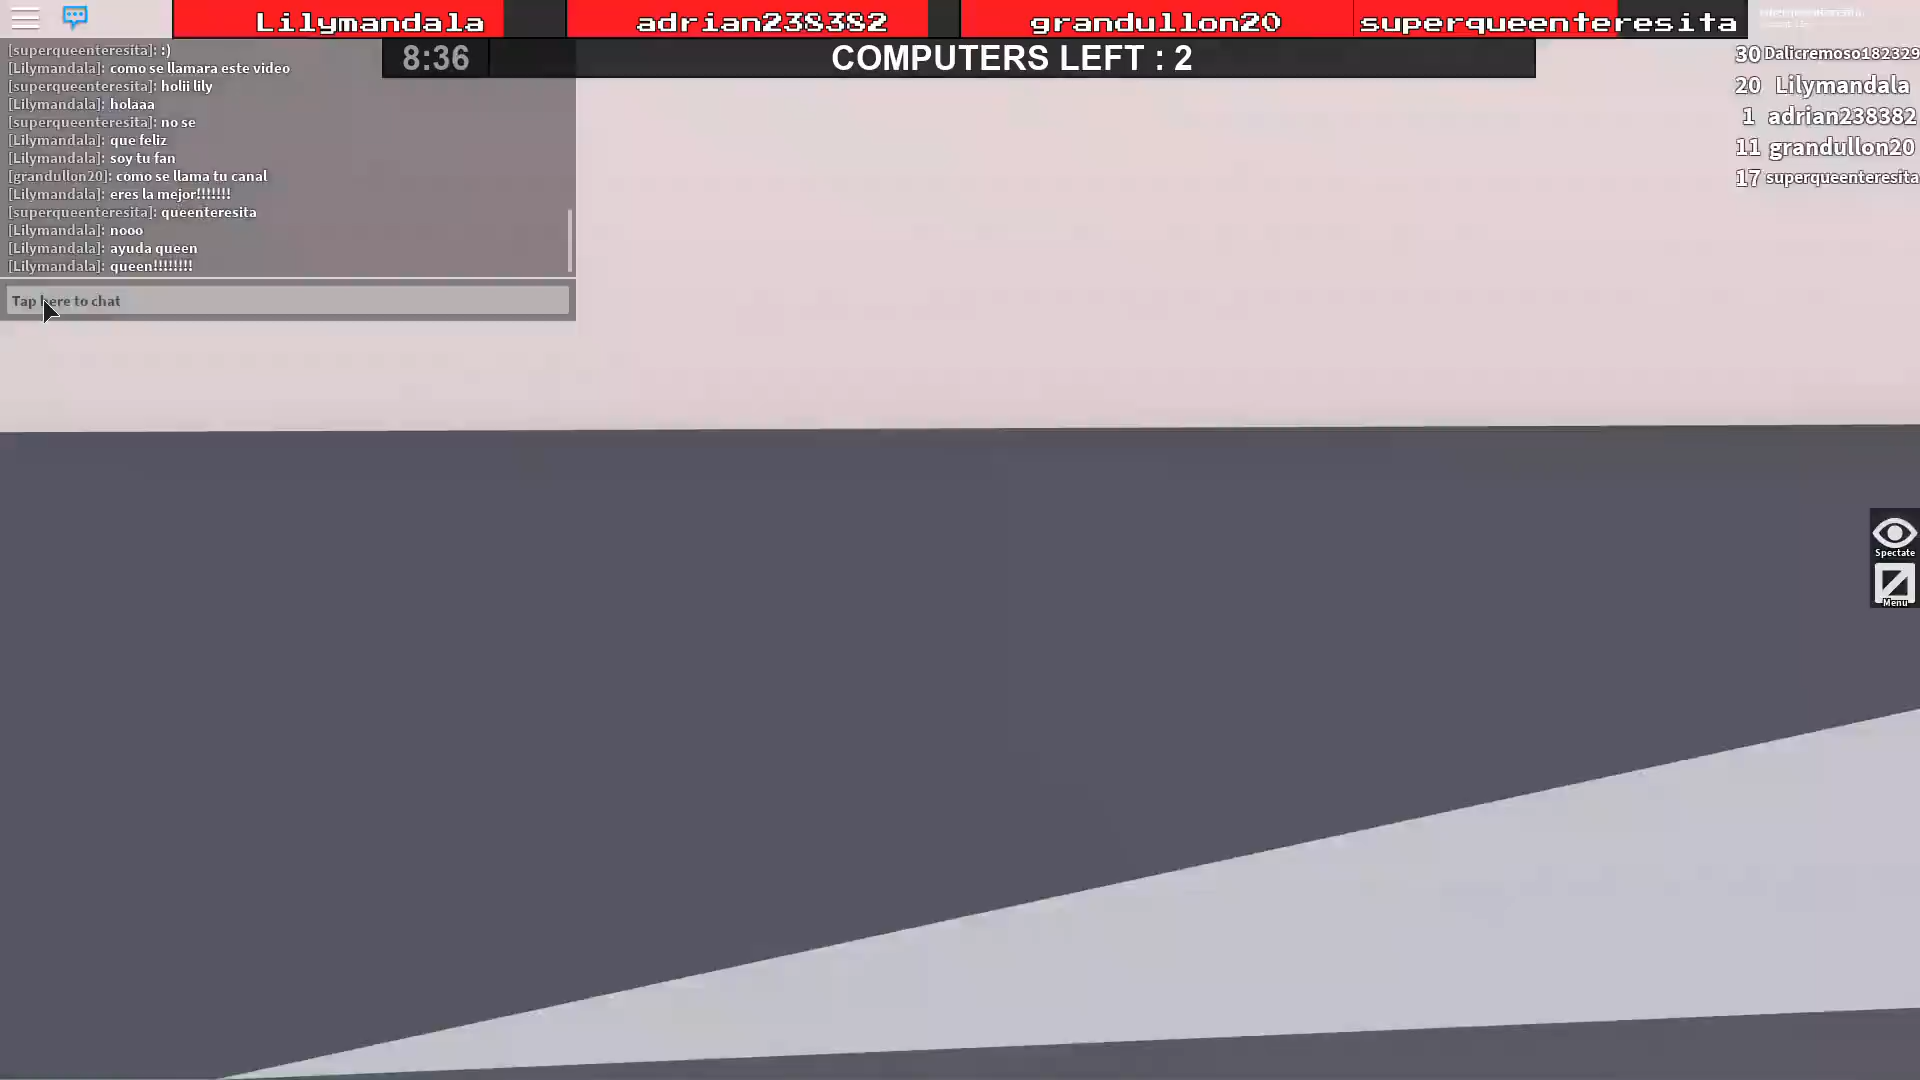 Lilymandala
adrian238382
grandullon20
superqueenteresita
8:36
COMPUTERS LEFT : 2
[superqueenteresita]: :)
[Lilymandala]: como se llamara este video
[superqueenteresita]: holii lily
[Lilymandala]: holaaa
[superqueenteresita]: no se
[Lilymandala]: que feliz
[Lilymandala]: soy tu fan
[grandullon20]: como se llama tu canal
[Lilymandala]: eres la mejor!!!!!!!
[superqueenteresita]: queenteresita
[Lilymandala]: nooo
[Lilymandala]: ayuda queen
[Lilymandala]: queen!!!!!!!!
Tap here to chat
30 Dalicremoso182329
20 Lilymandala
1 adrian238382
11 grandullon20
17 superqueenteresita
Spectate
Menu